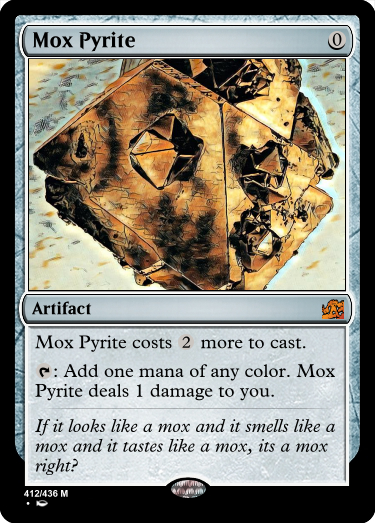 Mox Pyrite 0
Artifact
Mox Pyrite costs 2 more to cast.
: Add one mana of any color. Mox
Pyrite deals 1 damage to you.
If it looks like a mox and it smells like a
mox and it tastes like a mox, its a mox
right?
412/436 M
•